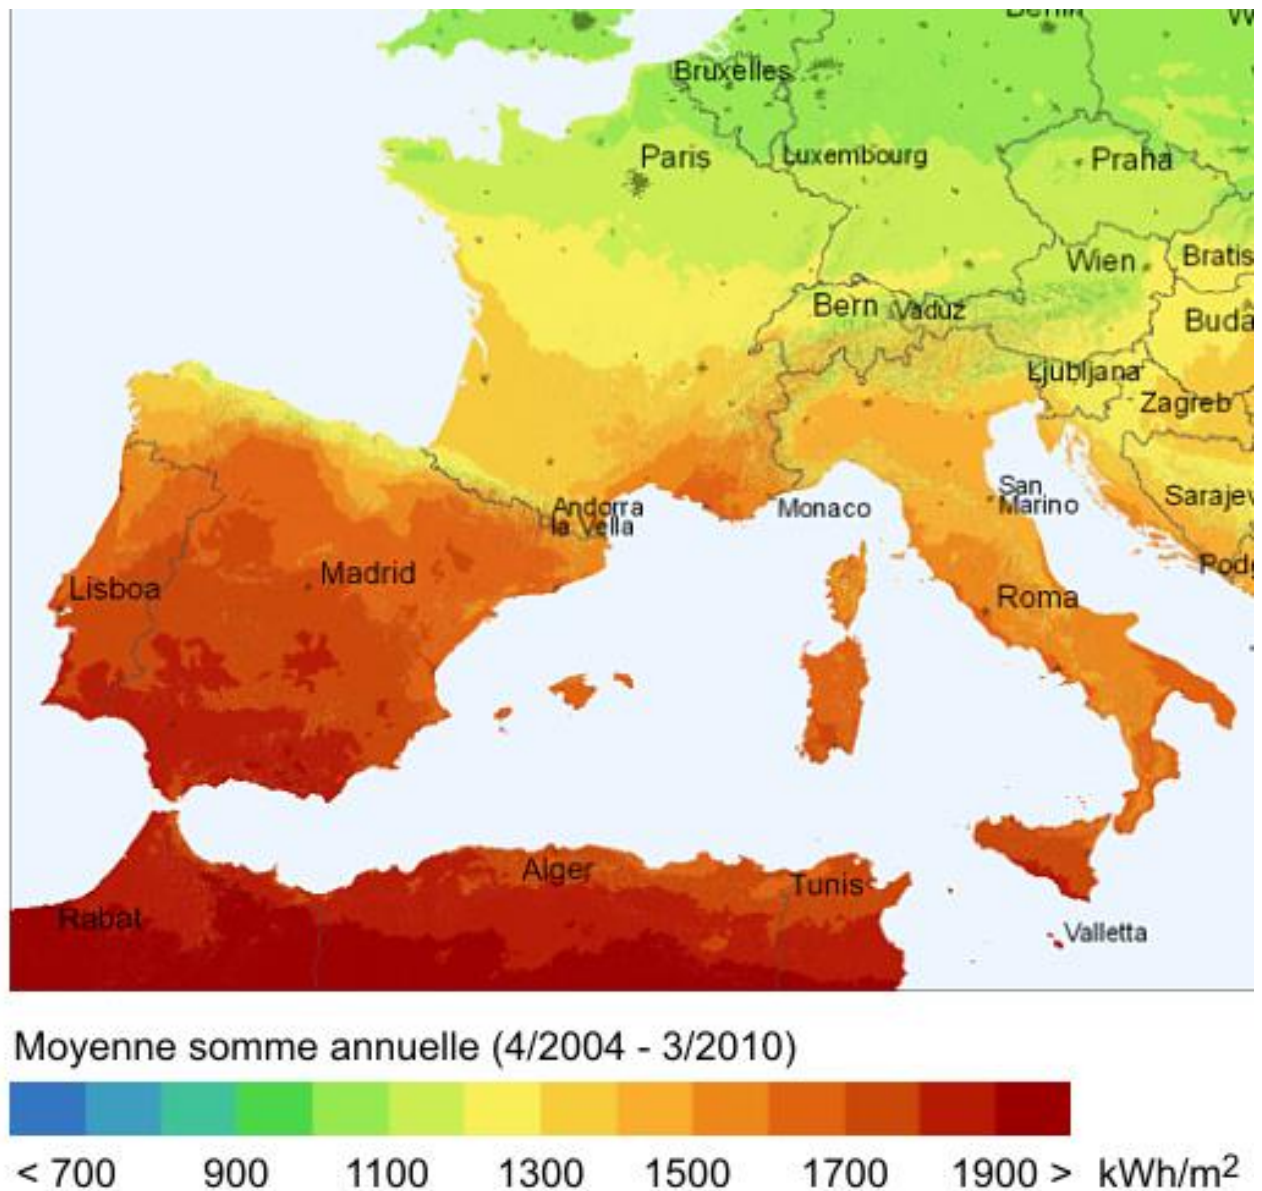 Bruxelles
Paris
Luxembourg
Praha
Wien
Bern
Vaduz
Ljubljana
Zagreb
San
Marino
Monaco
Andorra
la Vella
Madrid
Lisboa
Roma
Alger
Tunis
Rabat
Valletta
Moyenne somme annuelle (4/2004 - 3/2010)
< 700 900 1100 1300 1500 1700 1900 > kWh/m²